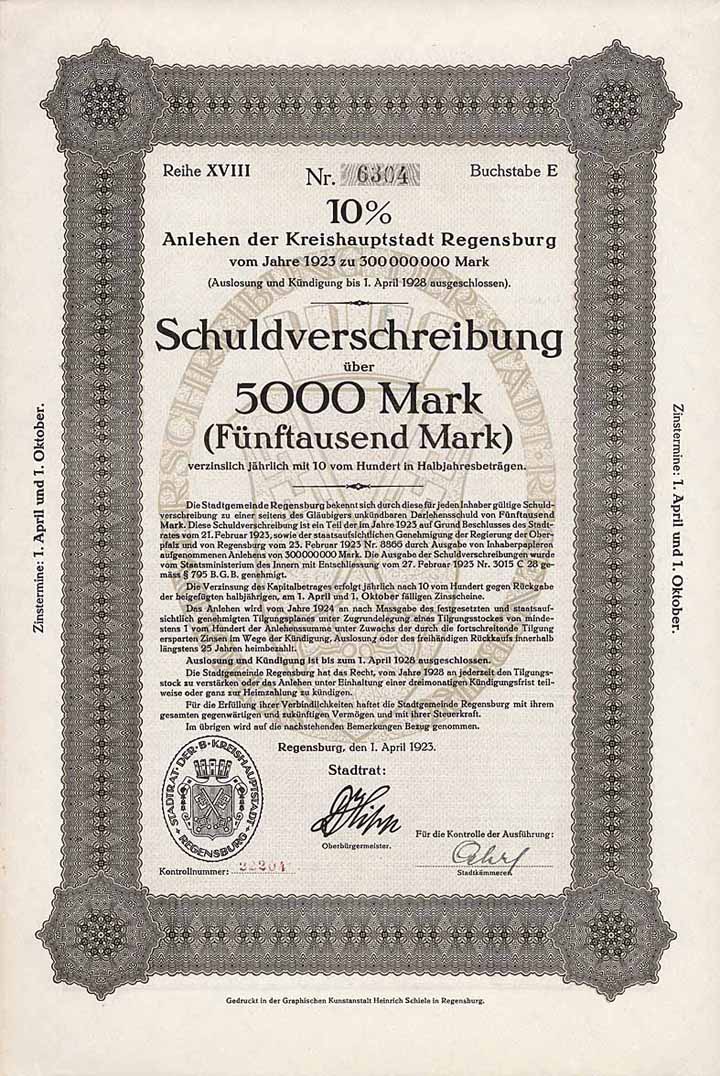 Reihe XVIII
Nr. 6304
Buchstabe E
10%
Anlehen der Kreishauptstadt Regensburg
vom Jahre 1923 zu 300 000 000 Mark
(Auslosung und Kündigung bis 1. April 1928 ausgeschlossen).
Schuldverschreibung
über
5000 Mark
(Fünftausend Mark)
verzinslich jährlich mit 10 vom Hundert in Halbjahresbeträgen.
Die Stadtgemeinde Regensburg bekennt sich durch diese für jeden Inhaber gültige Schuld-
verschreibung zu einer seitens des Gläubigers unkündbaren Darlehensschuld von Fünftausend
Mark. Diese Schuldverschreibung ist ein Teil der im Jahre 1923 auf Grund Beschlusses des Stadt-
rates vom 21. Februar 1923, sowie der staatsaufsichtlichen Genehmigung der Regierung der Ober-
pfalz und von Regensburg vom 23. Februar 1923 Nr. 8866 durch Ausgabe von Inhaberpapieren
aufgenommenen Anlehens von 300000000 Mark. Die Ausgabe der Schuldverschreibungen wurde
vom Staatsministerium des Innern mit Entschliessung vom 27. Februar 1923 Nr. 3015 C 28 ge-
mäss § 795 B.G.B. genehmigt.
Die Verzinsung des Kapitalbetrages erfolgt jährlich nach 10 vom Hundert gegen Rückgabe
der beigefügten halbjährigen, am 1. April und 1. Oktober fälligen Zinsscheine.
Das Anlehen wird vom Jahre 1924 an nach Massgabe des festgesetzten und staatsauf-
sichtlich genehmigten Tilgungsplanes unter Zugrundelegung eines Tilgungsstockes von minde-
stens 1 vom Hundert der Anlehenssumme unter Zuwachs der durch die fortschreitende Tilgung
ersparten Zinsen im Wege der Kündigung, Auslosung oder des freihändigen Rückkaufs innerhalb
längstens 25 Jahren heimbezahlt.
Auslosung und Kündigung ist bis zum 1. April 1928 ausgeschlossen.
Die Stadtgemeinde Regensburg hat das Recht, vom Jahre 1928 an jederzeit den Tilgungs-
stock zu verstärken oder das Anlehen unter Einhaltung einer dreimonatigen Kündigungsfrist teil-
weise oder ganz zur Heimzahlung zu kündigen.
Für die Erfüllung ihrer Verbindlichkeiten haftet die Stadtgemeinde Regensburg mit ihrem
gesamten gegenwärtigen und zukünftigen Vermögen und mit ihrer Steuerkraft.
Im übrigen wird auf die nachstehenden Bemerkungen Bezug genommen.
Regensburg, den 1. April 1923.
Stadtrat:
STADTRAT·DER·B·KREISHAUPTSTADT
REGENSBURG
Hipp
Oberbürgermeister.
Für die Kontrolle der Ausführung:
Stadtkämmerer.
Kontrollnummer: 22204
Zinstermine: 1. April und 1. Oktober.
Zinstermine: 1. April und 1. Oktober.
Gedruckt in der Graphischen Kunstanstalt Heinrich Schiele in Regensburg.